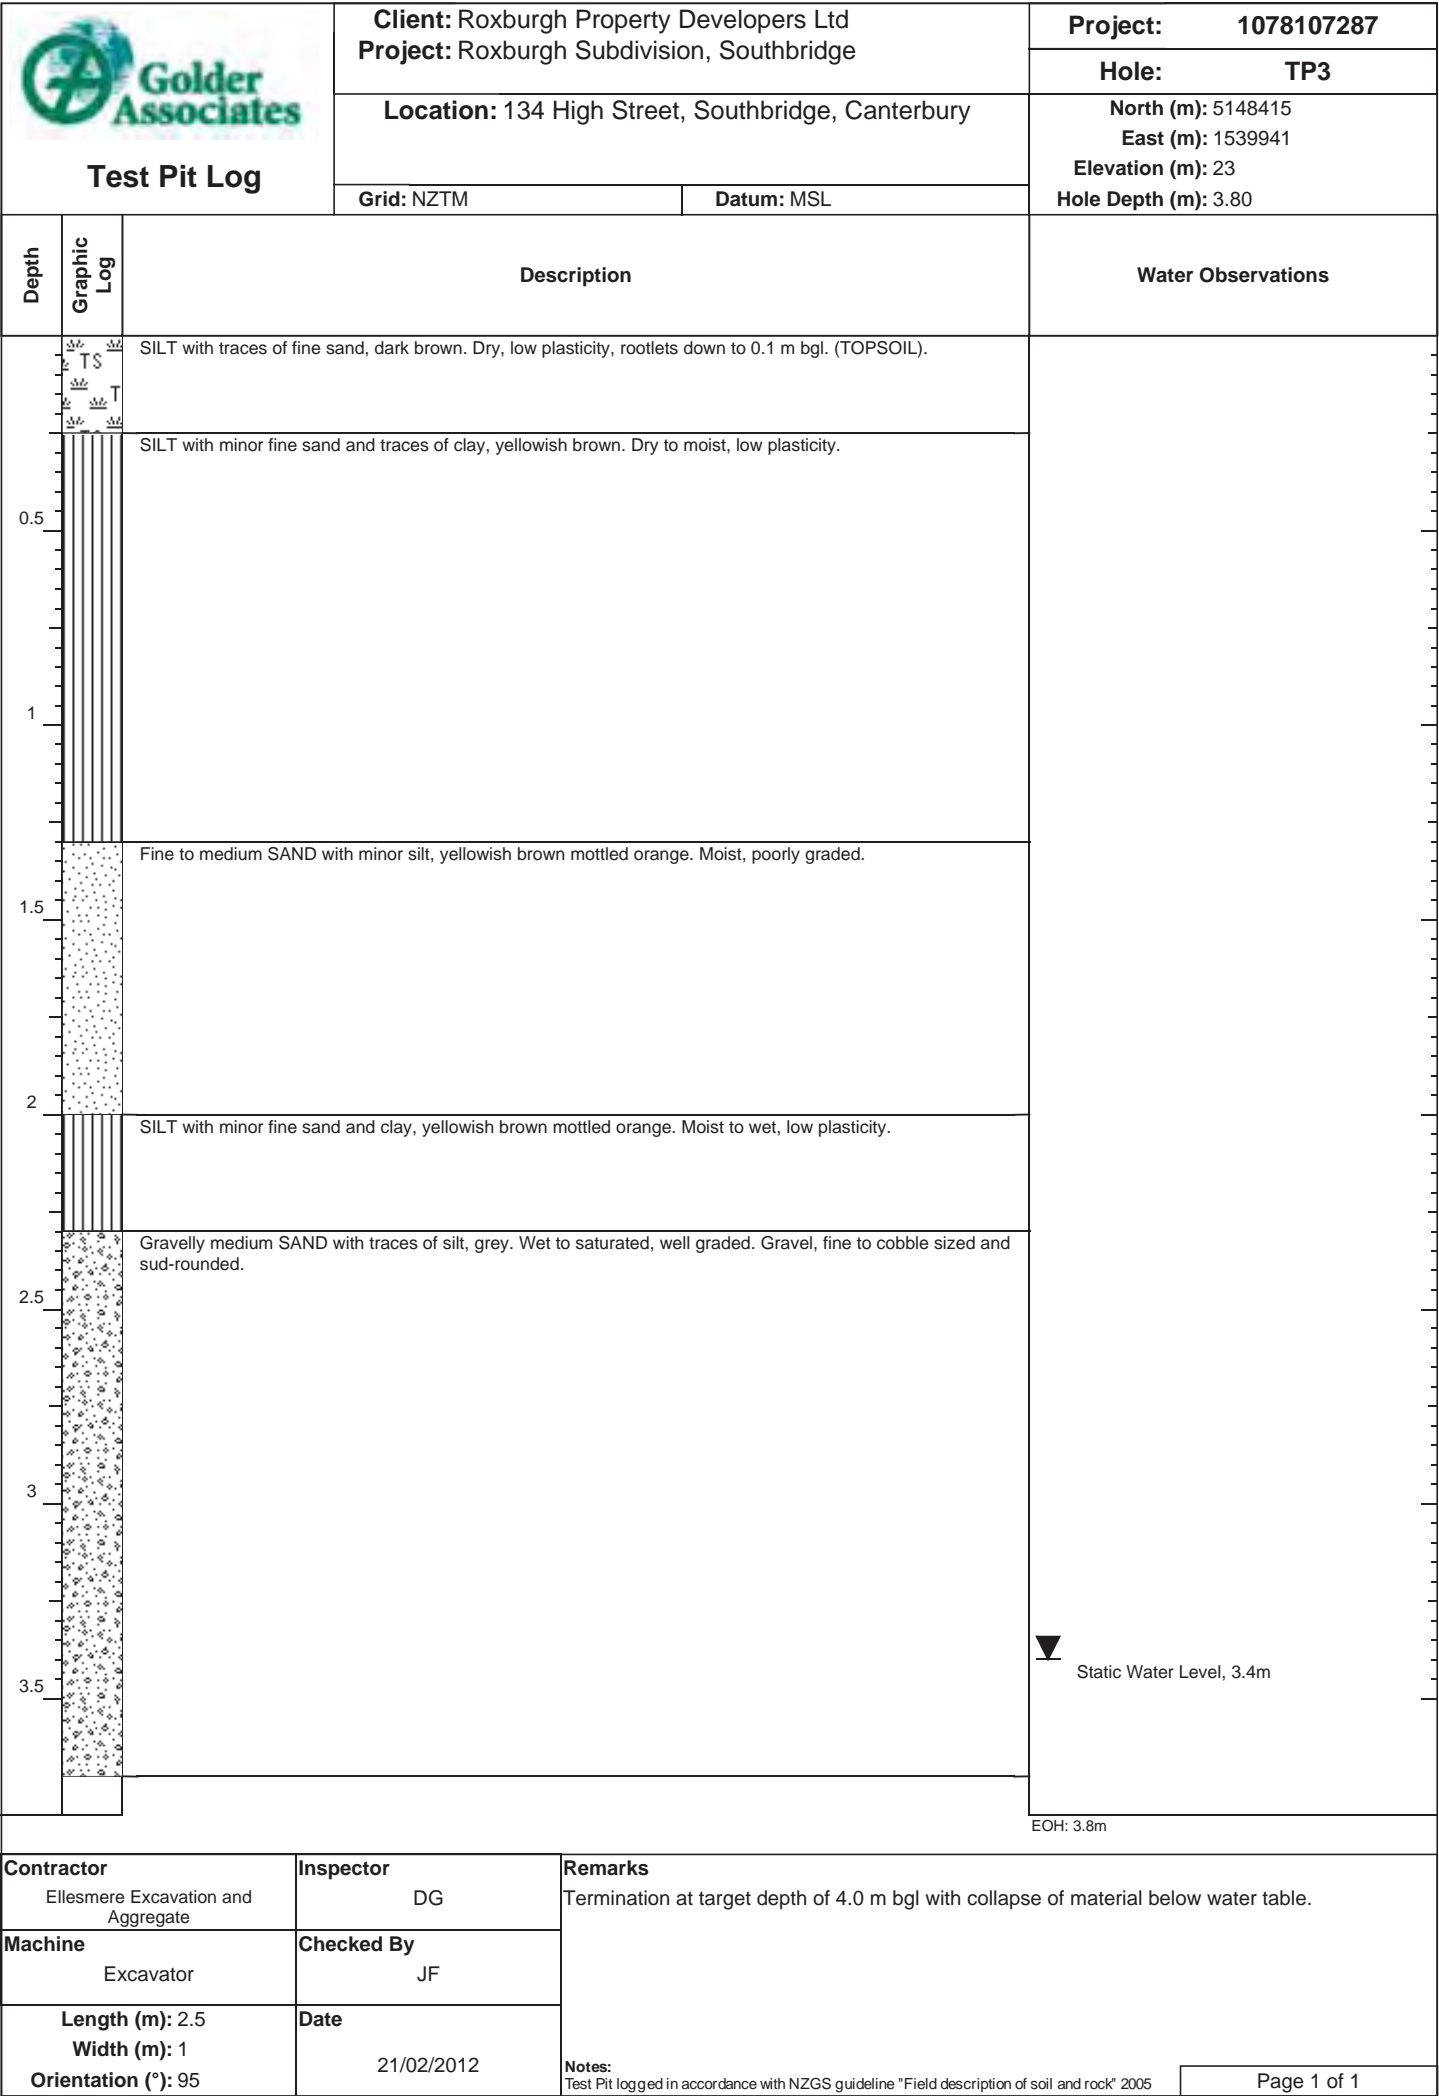 Golder
Associates
Test Pit Log
Client: Roxburgh Property Developers Ltd
Project: Roxburgh Subdivision, Southbridge
Location: 134 High Street, Southbridge, Canterbury
Grid: NZTM
Datum: MSL
Project: 1078107287
Hole: TP3
North (m): 5148415
East (m): 1539941
Elevation (m): 23
Hole Depth (m): 3.80
Depth
Graphic
Log
Description
Water Observations
TS
T
SILT with traces of fine sand, dark brown. Dry, low plasticity, rootlets down to 0.1 m bgl. (TOPSOIL).
SILT with minor fine sand and traces of clay, yellowish brown. Dry to moist, low plasticity.
0.5
1
Fine to medium SAND with minor silt, yellowish brown mottled orange. Moist, poorly graded.
1.5
2
SILT with minor fine sand and clay, yellowish brown mottled orange. Moist to wet, low plasticity.
Gravelly medium SAND with traces of silt, grey. Wet to saturated, well graded. Gravel, fine to cobble sized and
sud-rounded.
2.5
3
Static Water Level, 3.4m
3.5
EOH: 3.8m
Contractor
Ellesmere Excavation and
Aggregate
Inspector
DG
Remarks
Termination at target depth of 4.0 m bgl with collapse of material below water table.
Machine
Excavator
Checked By
JF
Length (m): 2.5
Width (m): 1
Orientation (°): 95
Date
21/02/2012
Notes:
Test Pit logged in accordance with NZGS guideline "Field description of soil and rock" 2005
Page 1 of 1